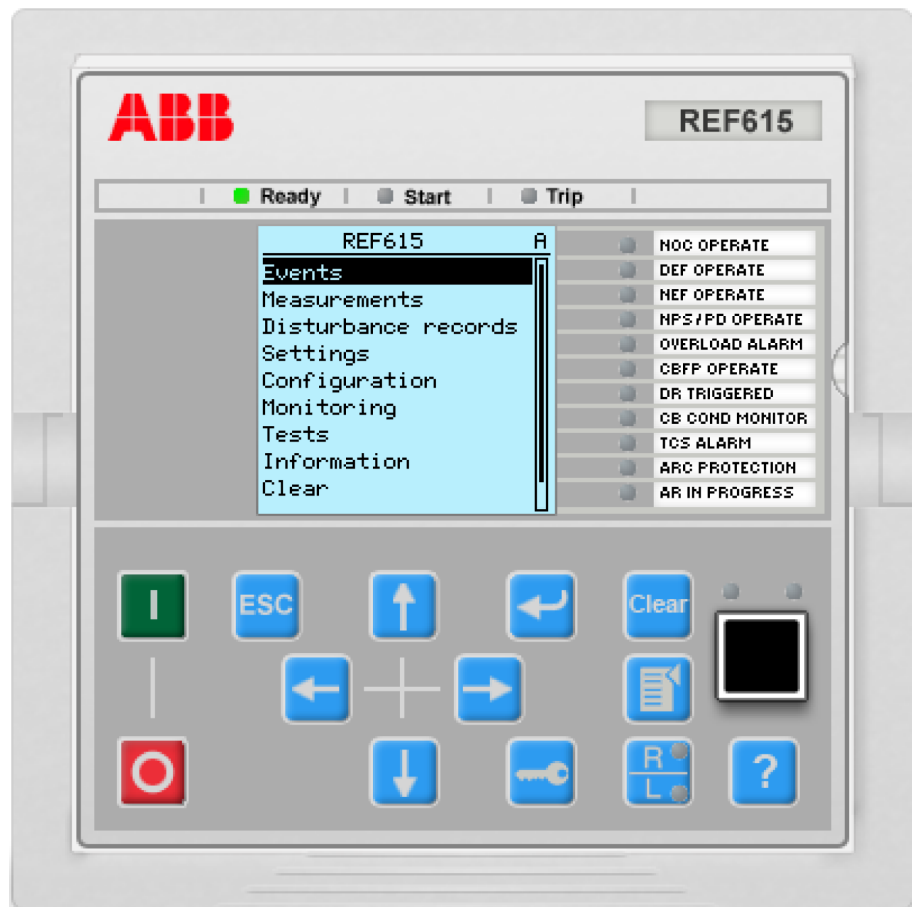 ABB
REF615
Ready Start Trip
REF615 A
Events
Measurements
Disturbance records
Settings
Configuration
Monitoring
Tests
Information
Clear
NOC OPERATE
DEF OPERATE
NEF OPERATE
NPS/PD OPERATE
OVERLOAD ALARM
CBFP OPERATE
DR TRIGGERED
CB COND MONITOR
TCS ALARM
ARC PROTECTION
AR IN PROGRESS
I
ESC
Clear
O
R
L
?